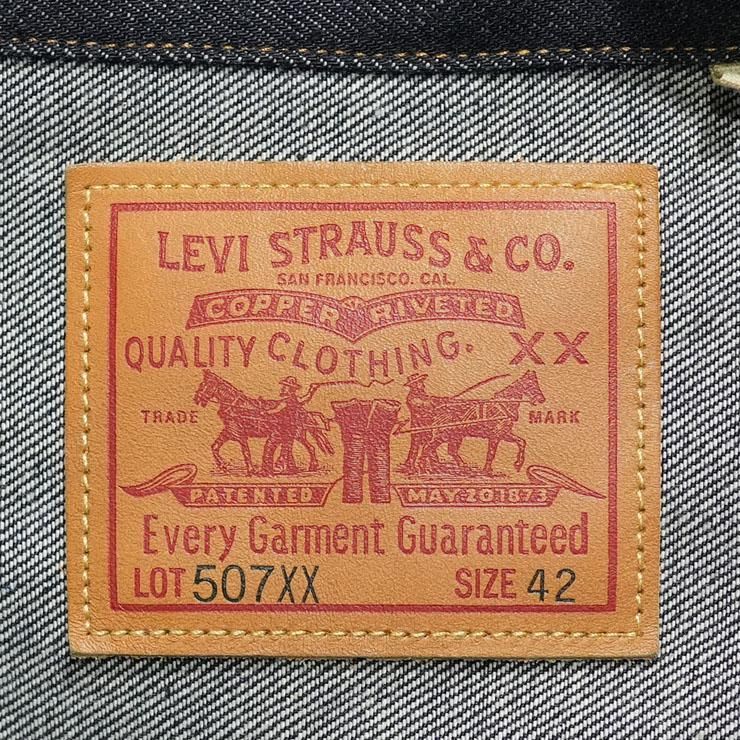 LEVI STRAUSS & CO.
SAN FRANCISCO. CAL.
COPPER RIVETED
QUALITY CLOTHING. XX
TRADE MARK
PATENTED MAY.20.1873
Every Garment Guaranteed
LOT 507XX SIZE 42